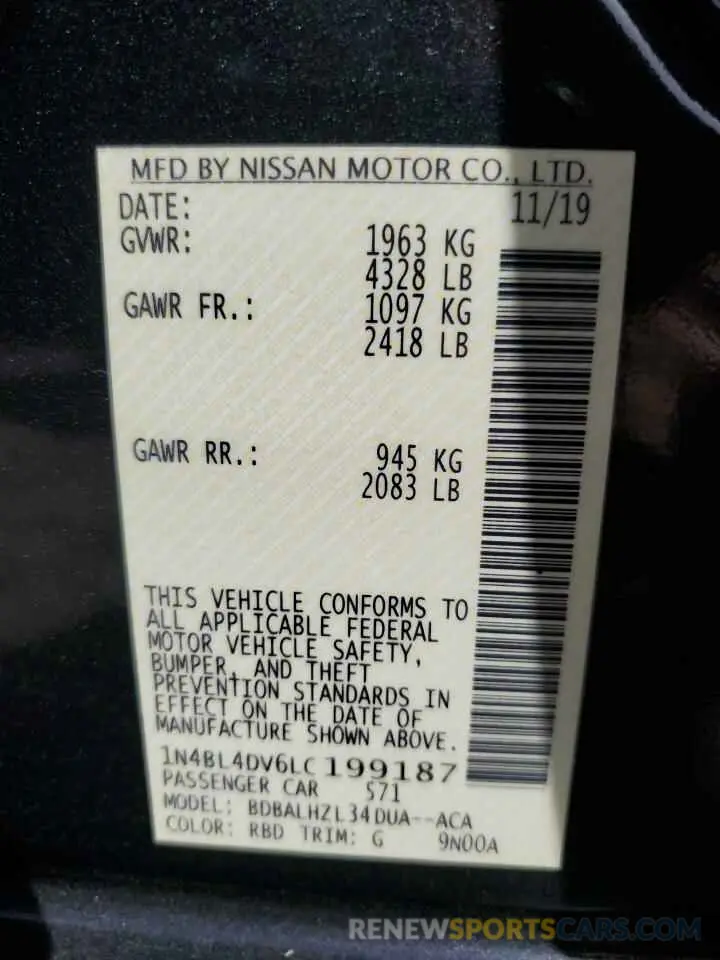 MFD BY NISSAN MOTOR CO., LTD.
DATE: 11/19
GVWR: 1963 KG
4328 LB
GAWR FR.: 1097 KG
2418 LB
GAWR RR.: 945 KG
2083 LB
THIS VEHICLE CONFORMS TO
ALL APPLICABLE FEDERAL
MOTOR VEHICLE SAFETY,
BUMPER, AND THEFT
PREVENTION STANDARDS IN
EFFECT ON THE DATE OF
MANUFACTURE SHOWN ABOVE.
1N4BL4DV6LC199187
PASSENGER CAR S71
MODEL: BDBALHZL34DUA--ACA
COLOR: RBD TRIM: G 9N00A
RENEWSPORTSCARS.COM